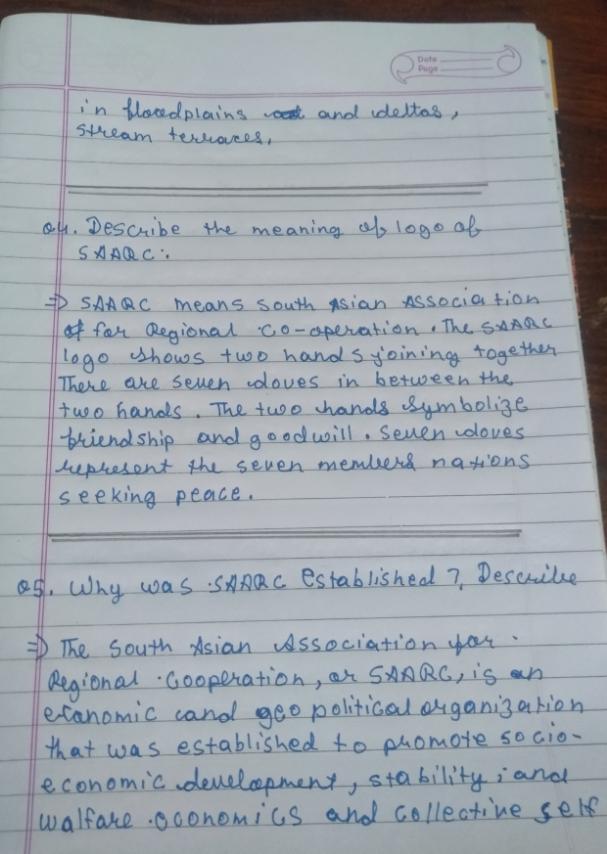 Date
Page
in floodplains and deltas,
stream terraces,
Q4. Describe the meaning of logo of
SAARC:.
⇒ SAARC means South Asian Association
for Regional co-operation. The SAARC
logo shows two hands joining together
There are seven doves in between the
two hands. The two hands symbolize
friendship and goodwill. Seven doves
represent the seven members nations
seeking peace.
Q5. Why was SAARC established?, Describe
⇒ The South Asian Association for.
Regional Cooperation, or SAARC, is an
economic and geo political organization
that was established to promote socio-
economic development, stability; and
walfare oconomics and collective self